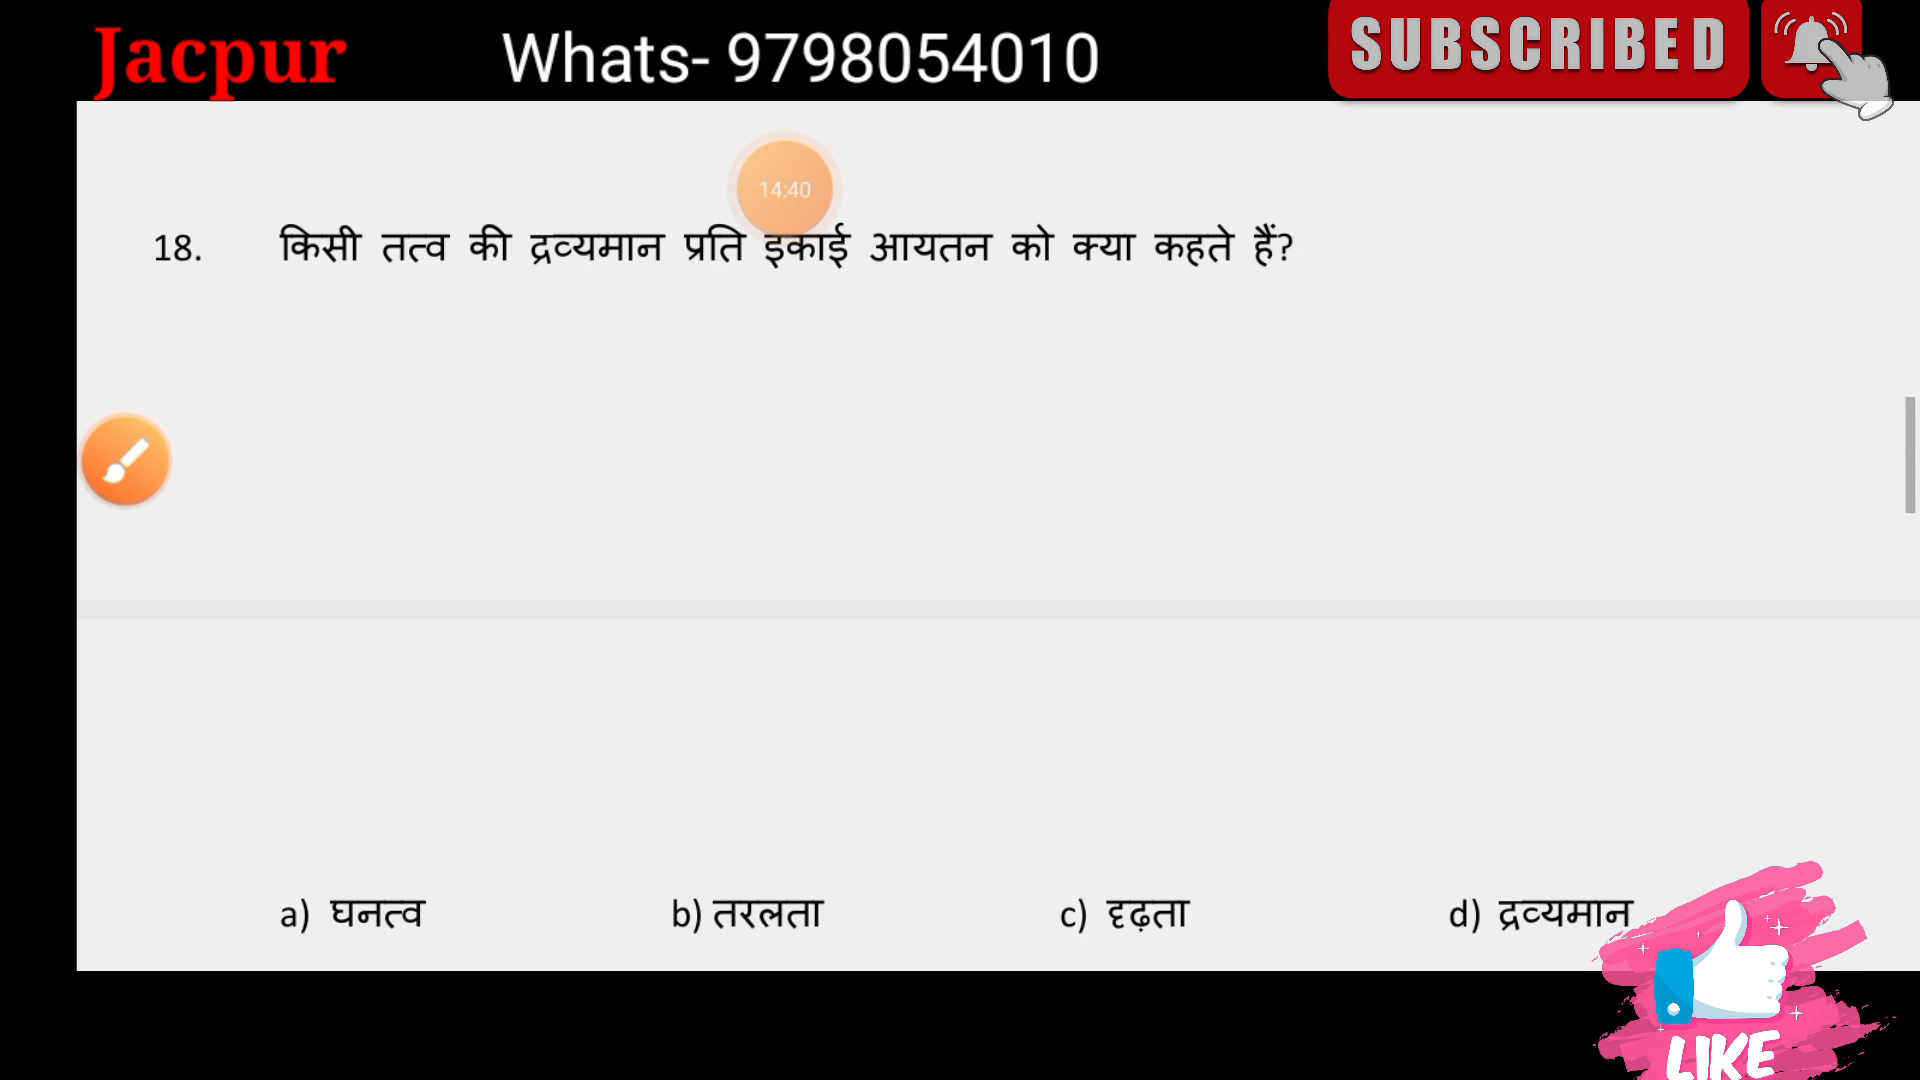 Jacpur Whats- 9798054010 SUBSCRIBED
14:40
18. किसी तत्व की द्रव्यमान प्रति इकाई आयतन को क्या कहते हैं?
a) घनत्व b) तरलता c) दृढ़ता d) द्रव्यमान
LIKE